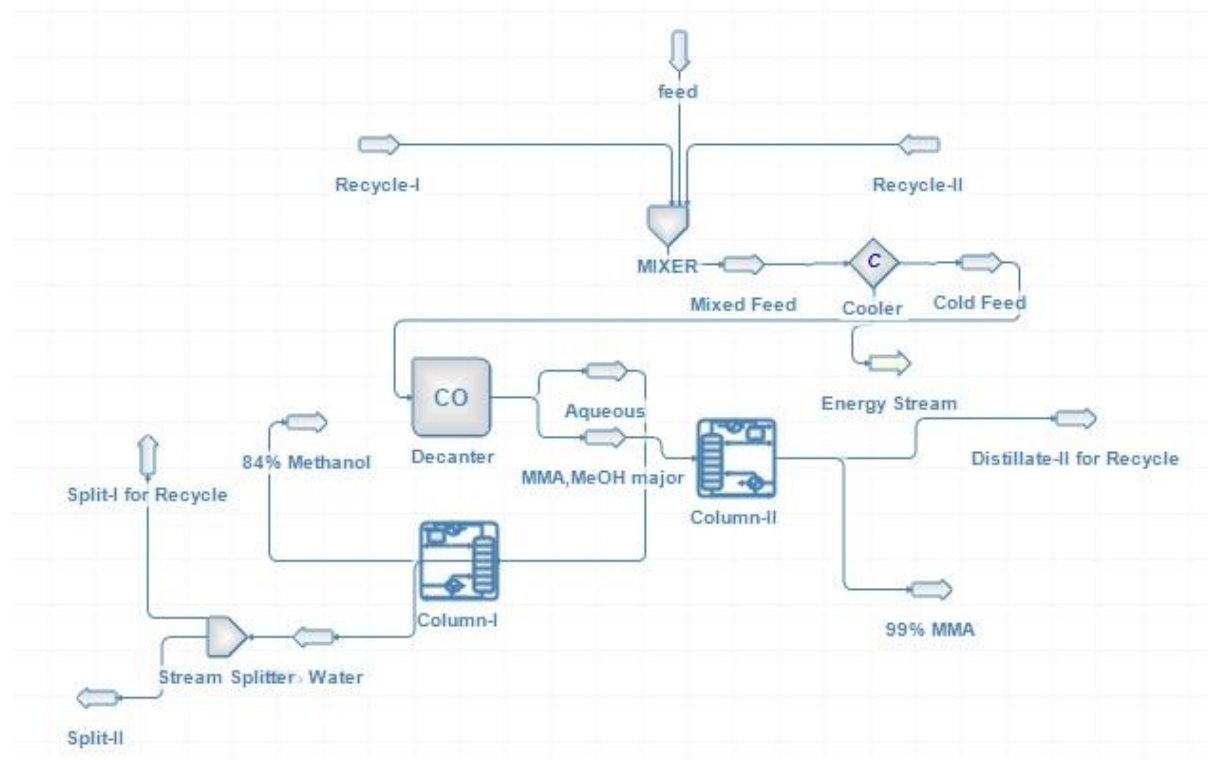 feed
Recycle-I
Recycle-II
MIXER
Mixed Feed
C
Cooler
Cold Feed
CO
Decanter
Aqueous
MMA,MeOH major
Energy Stream
Distillate-II for Recycle
84% Methanol
Split-I for Recycle
Column-II
Column-I
99% MMA
Stream Splitter
Water
Split-II